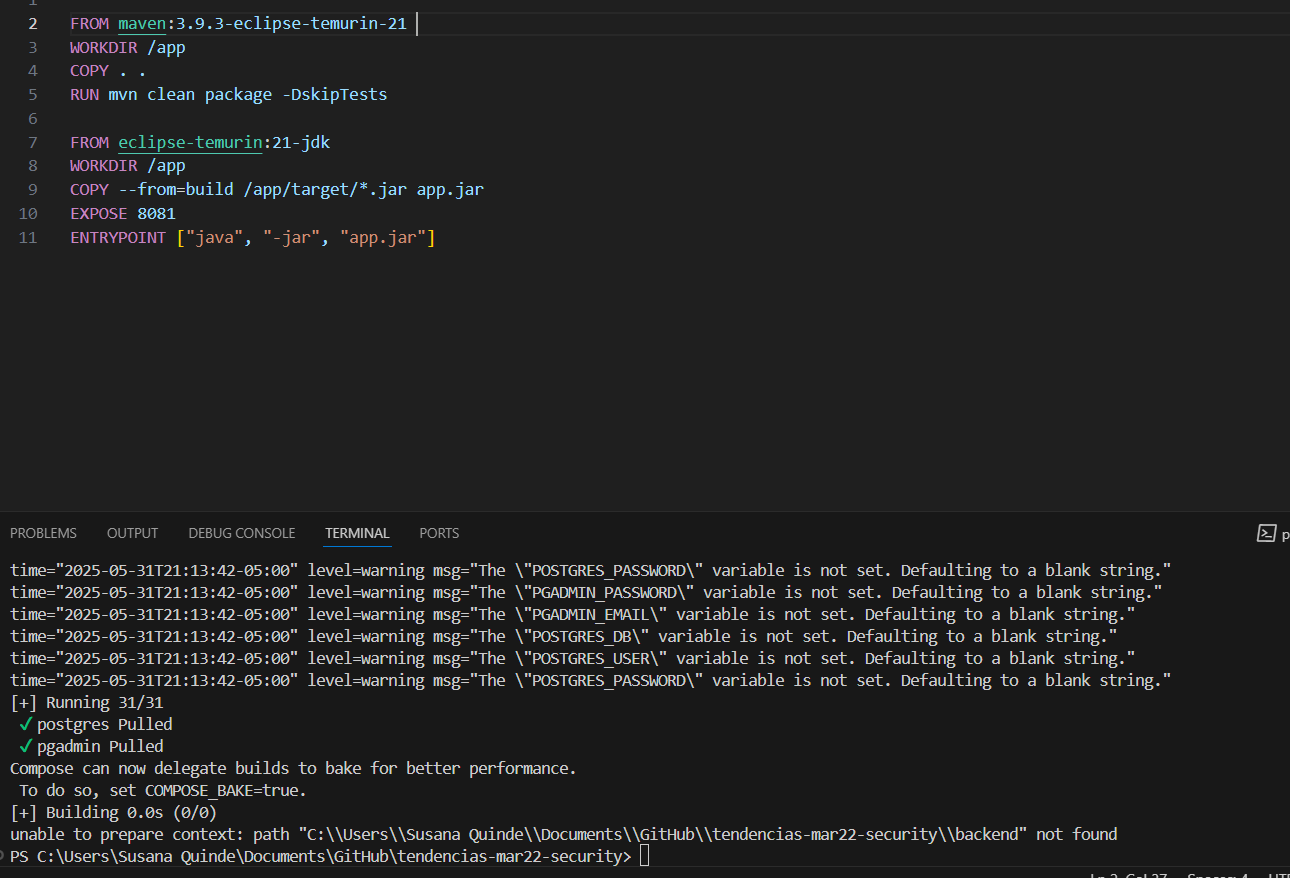 1
2 FROM maven:3.9.3-eclipse-temurin-21
3 WORKDIR /app
4 COPY . .
5 RUN mvn clean package -DskipTests
6
7 FROM eclipse-temurin:21-jdk
8 WORKDIR /app
9 COPY --from=build /app/target/*.jar app.jar
10 EXPOSE 8081
11 ENTRYPOINT ["java", "-jar", "app.jar"]
PROBLEMS OUTPUT DEBUG CONSOLE TERMINAL PORTS p
time="2025-05-31T21:13:42-05:00" level=warning msg="The \"POSTGRES_PASSWORD\" variable is not set. Defaulting to a blank string."
time="2025-05-31T21:13:42-05:00" level=warning msg="The \"PGADMIN_PASSWORD\" variable is not set. Defaulting to a blank string."
time="2025-05-31T21:13:42-05:00" level=warning msg="The \"PGADMIN_EMAIL\" variable is not set. Defaulting to a blank string."
time="2025-05-31T21:13:42-05:00" level=warning msg="The \"POSTGRES_DB\" variable is not set. Defaulting to a blank string."
time="2025-05-31T21:13:42-05:00" level=warning msg="The \"POSTGRES_USER\" variable is not set. Defaulting to a blank string."
time="2025-05-31T21:13:42-05:00" level=warning msg="The \"POSTGRES_PASSWORD\" variable is not set. Defaulting to a blank string."
[+] Running 31/31
✓ postgres Pulled
✓ pgadmin Pulled
Compose can now delegate builds to bake for better performance.
To do so, set COMPOSE_BAKE=true.
[+] Building 0.0s (0/0)
unable to prepare context: path "C:\\Users\\Susana Quinde\\Documents\\GitHub\\tendencias-mar22-security\\backend" not found
PS C:\Users\Susana Quinde\Documents\GitHub\tendencias-mar22-security>